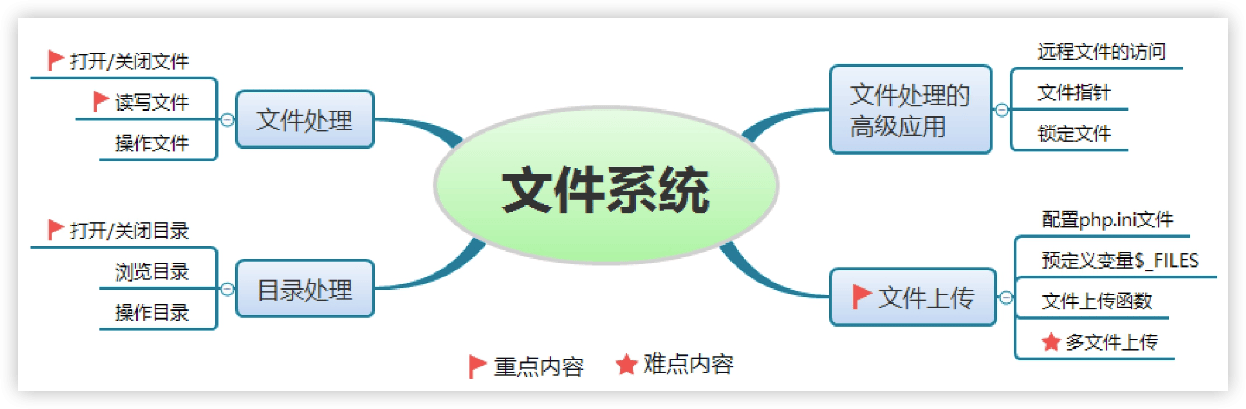 打开/关闭文件
读写文件
操作文件
文件处理
打开/关闭目录
浏览目录
操作目录
目录处理
文件系统
文件处理的
高级应用
远程文件的访问
文件指针
锁定文件
文件上传
配置php.ini文件
预定义变量$_FILES
文件上传函数
多文件上传
重点内容
难点内容